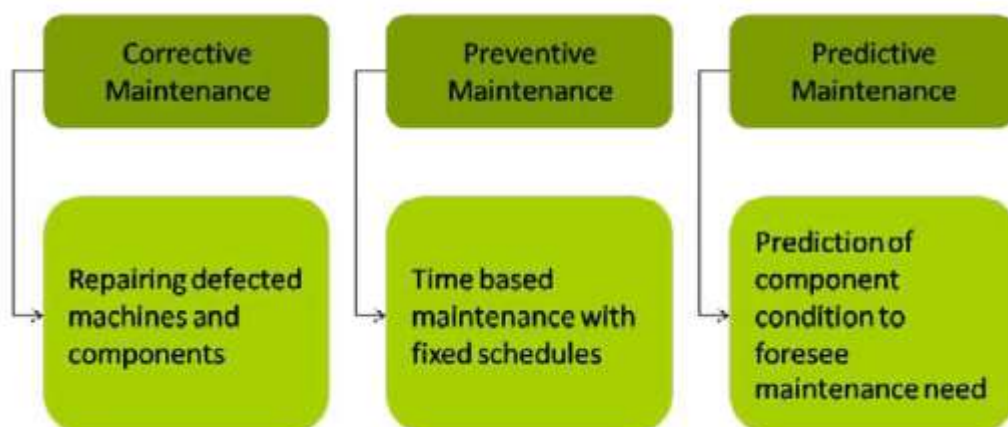 Corrective
Maintenance
Preventive
Maintenance
Predictive
Maintenance
Repairing defected
machines and
components
Time based
maintenance with
fixed schedules
Prediction of
component
condition to
foresee
maintenance need